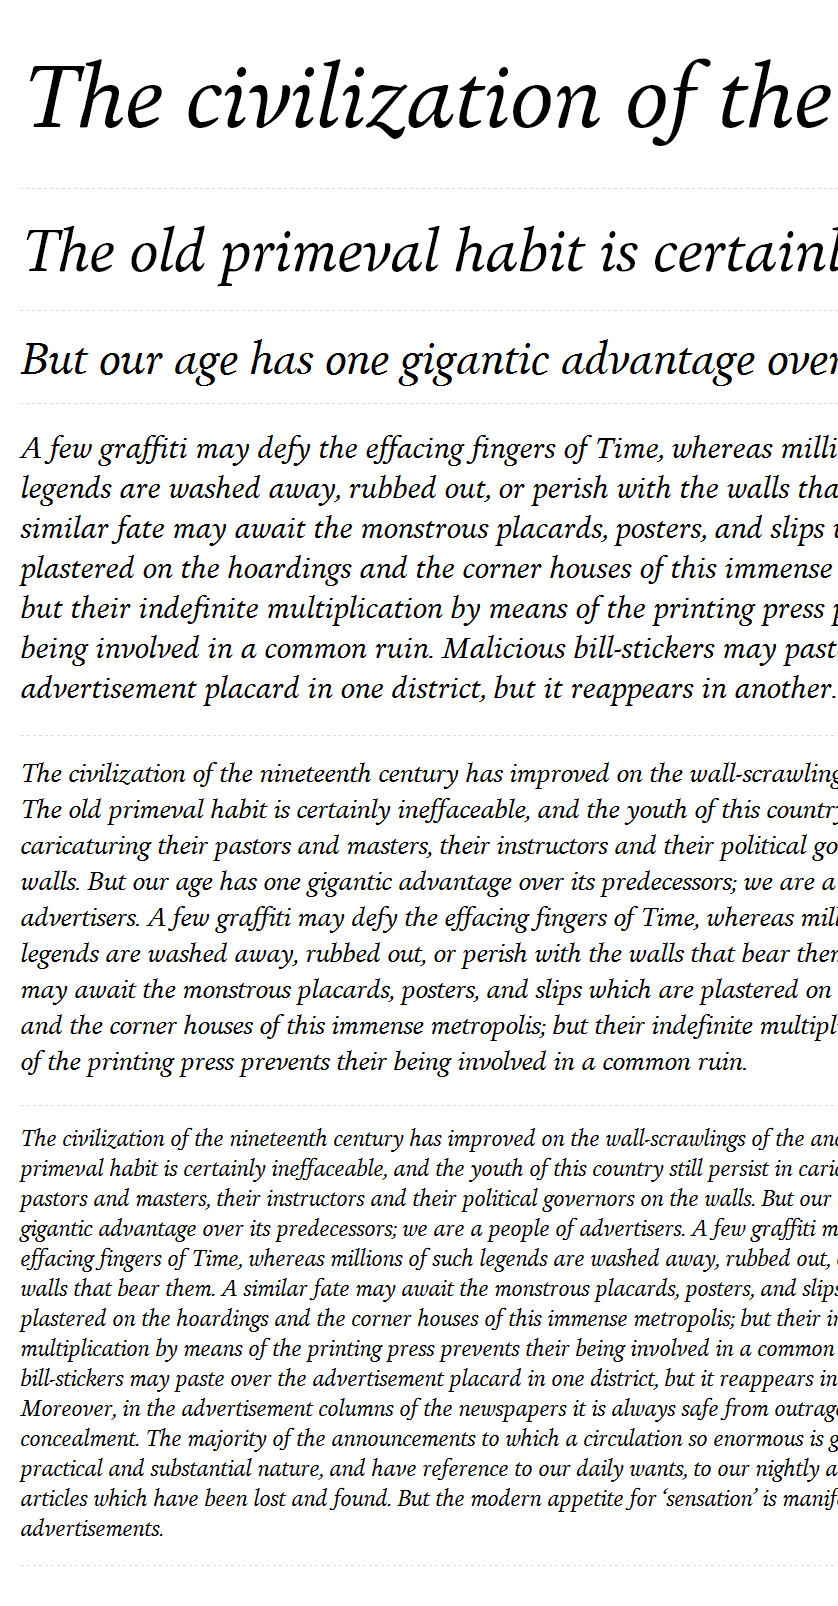 The civilization of the
The old primeval habit is certainl
But our age has one gigantic advantage over
A few graffiti may defy the effacing fingers of Time, whereas milli
legends are washed away, rubbed out, or perish with the walls tha
similar fate may await the monstrous placards, posters, and slips
plastered on the hoardings and the corner houses of this immense
but their indefinite multiplication by means of the printing press p
being involved in a common ruin. Malicious bill-stickers may past
advertisement placard in one district, but it reappears in another.
The civilization of the nineteenth century has improved on the wall-scrawling
The old primeval habit is certainly ineffaceable, and the youth of this country
caricaturing their pastors and masters, their instructors and their political go
walls. But our age has one gigantic advantage over its predecessors; we are a
advertisers. A few graffiti may defy the effacing fingers of Time, whereas mill
legends are washed away, rubbed out, or perish with the walls that bear them
may await the monstrous placards, posters, and slips which are plastered on
and the corner houses of this immense metropolis; but their indefinite multipl
of the printing press prevents their being involved in a common ruin.
The civilization of the nineteenth century has improved on the wall-scrawlings of the anc
primeval habit is certainly ineffaceable, and the youth of this country still persist in caric
pastors and masters, their instructors and their political governors on the walls. But our
gigantic advantage over its predecessors; we are a people of advertisers. A few graffiti m
effacing fingers of Time, whereas millions of such legends are washed away, rubbed out,
walls that bear them. A similar fate may await the monstrous placards, posters, and slips
plastered on the hoardings and the corner houses of this immense metropolis; but their in
multiplication by means of the printing press prevents their being involved in a common
bill-stickers may paste over the advertisement placard in one district, but it reappears in
Moreover, in the advertisement columns of the newspapers it is always safe from outrag
concealment. The majority of the announcements to which a circulation so enormous is g
practical and substantial nature, and have reference to our daily wants, to our nightly a
articles which have been lost and found. But the modern appetite for ‘sensation’ is manif
advertisements.